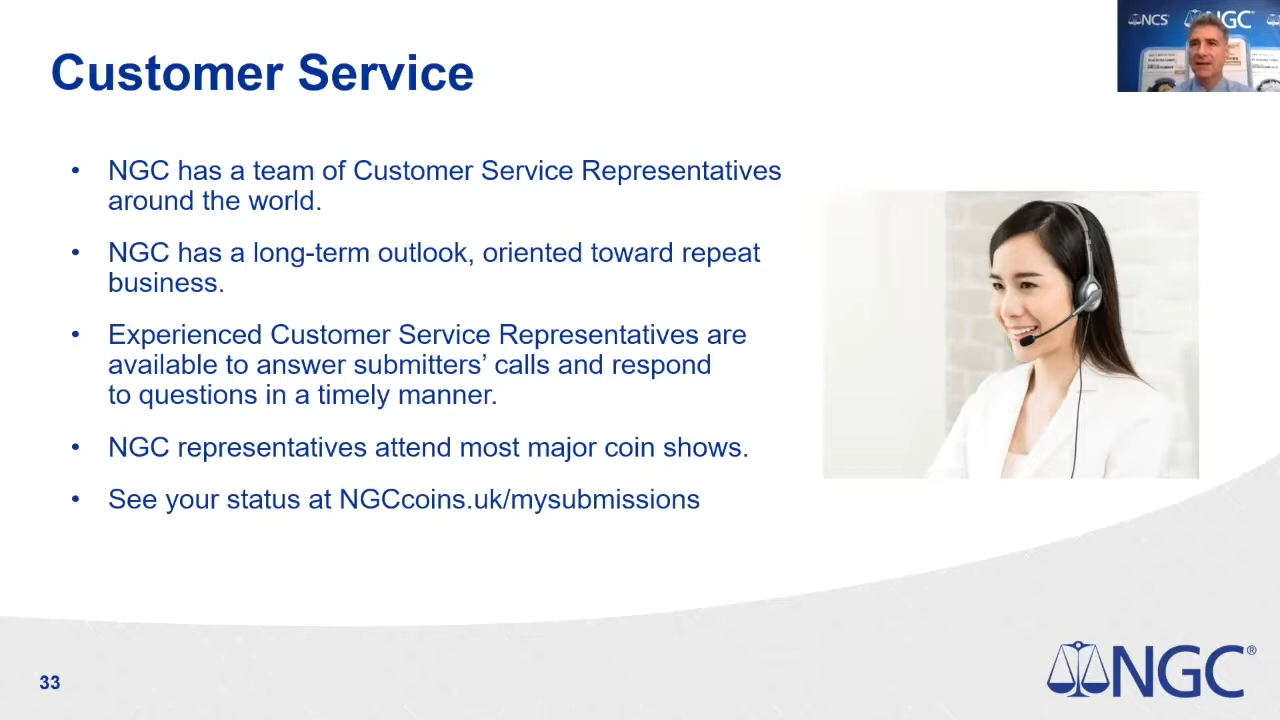 NCS
NGC
Customer Service
• NGC has a team of Customer Service Representatives
around the world.
• NGC has a long-term outlook, oriented toward repeat
business.
• Experienced Customer Service Representatives are
available to answer submitters’ calls and respond
to questions in a timely manner.
• NGC representatives attend most major coin shows.
• See your status at NGCcoins.uk/mysubmissions
33
NGC®